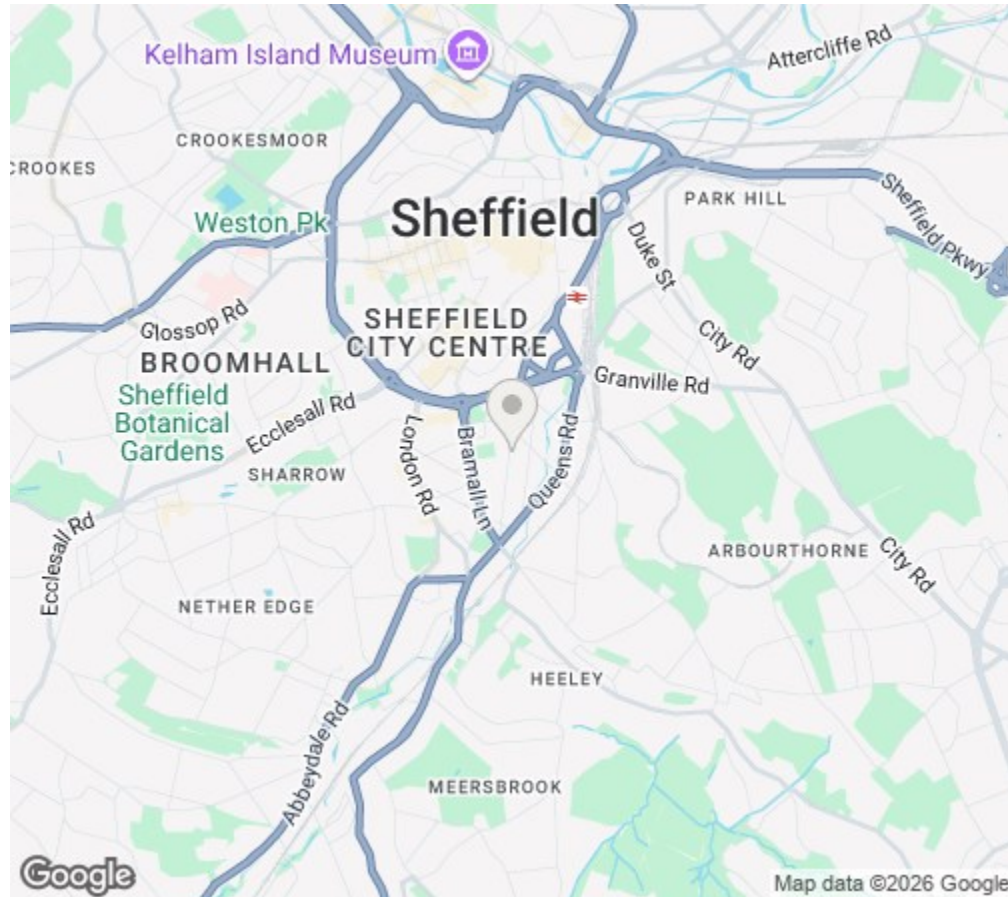 Kelham Island Museum
Attercliffe Rd
CROOKESMOOR
CROOKES
PARK HILL
Sheffield Pkwy
Weston Pk
Sheffield
Duke St
Glossop Rd
SHEFFIELD
CITY CENTRE
City Rd
BROOMHALL
Granville Rd
Sheffield
Botanical
Gardens
Ecclesall Rd
London Rd
Bramall Ln
Queens Rd
SHARROW
Ecclesall Rd
ARBOURTHORNE
City Rd
NETHER EDGE
HEELEY
Abbeydale Rd
MEERSBROOK
Google
Map data ©2026 Google